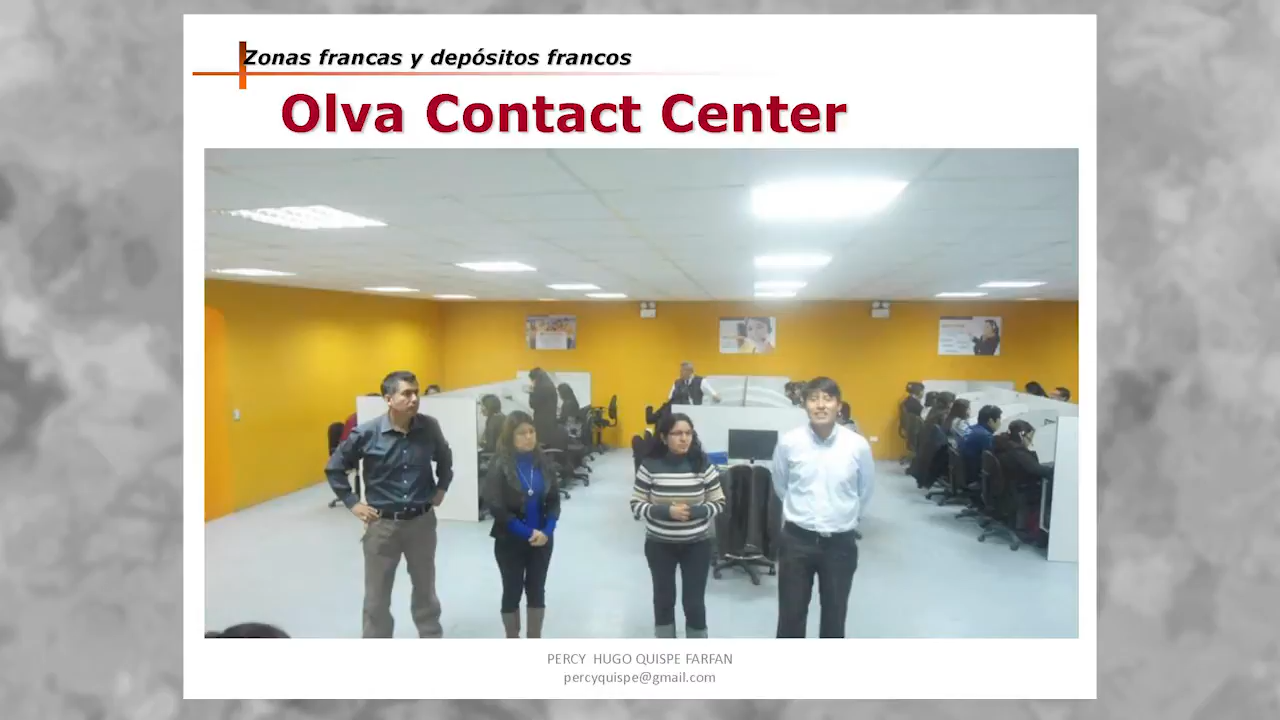 Zonas francas y depósitos francos
Olva Contact Center
PERCY HUGO QUISPE FARFAN
percyquispe@gmail.com